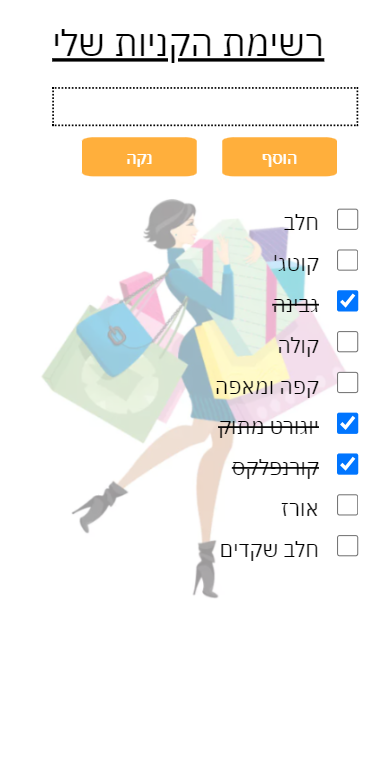 רשימת הקניות שלי
הוסף
נקה
חלב
קוטג'
גבינה
קולה
קפה ומאפה
יוגורט מתוק
קורנפלקס
אורז
חלב שקדים